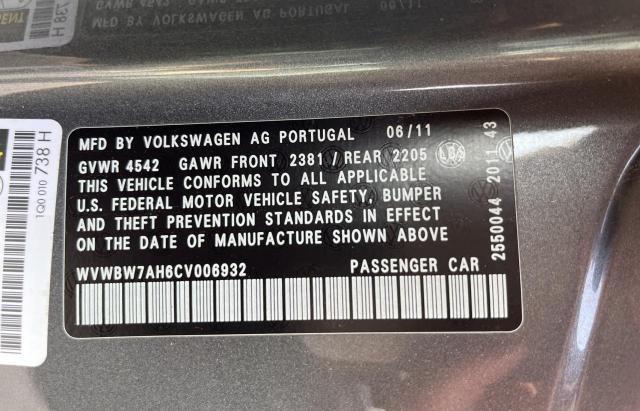 MFD BY VOLKSWAGEN AG PORTUGAL 06/11
GVWR 4542 GAWR FRONT 2381/REAR 2205
THIS VEHICLE CONFORMS TO ALL APPLICABLE
U.S. FEDERAL MOTOR VEHICLE SAFETY, BUMPER
AND THEFT PREVENTION STANDARDS IN EFFECT
ON THE DATE OF MANUFACTURE SHOWN ABOVE
WVWBW7AH6CV006932 PASSENGER CAR
2550044 2011 43
1Q0 010 738 H